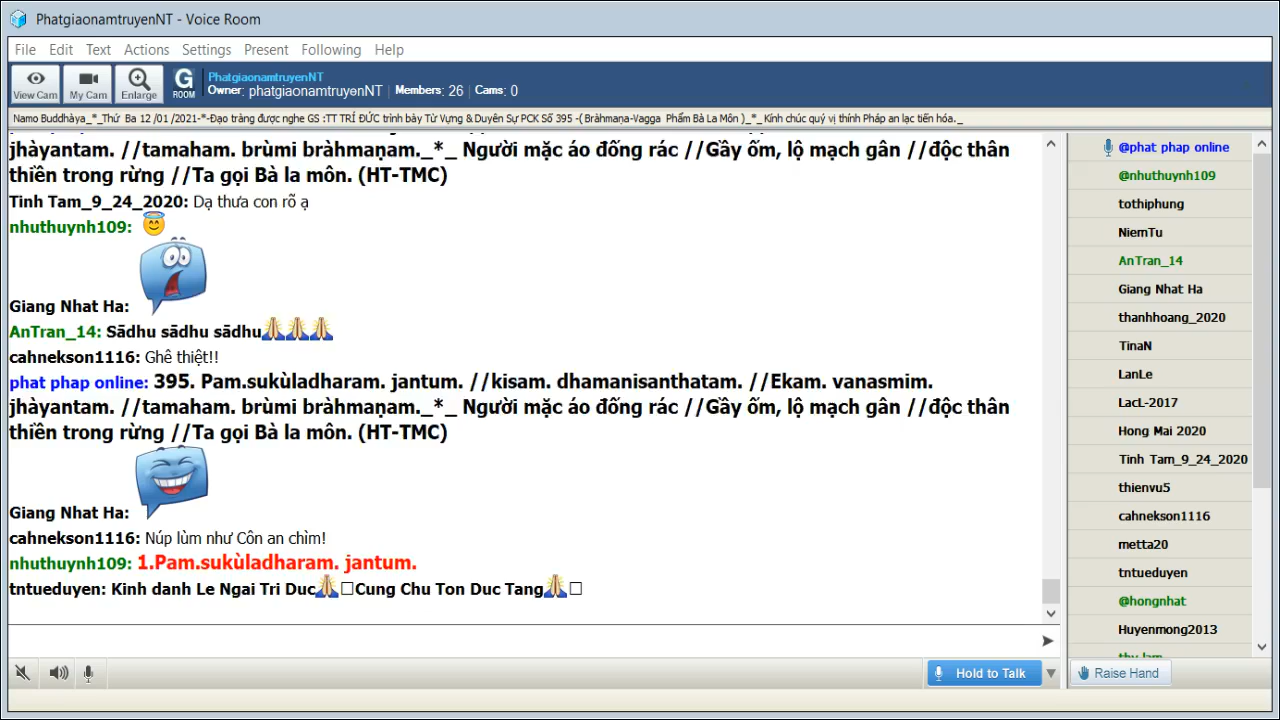 PhatgiaonamtruyenNT - Voice Room
File Edit Text Actions Settings Present Following Help
View Cam My Cam Enlarge G ROOM
PhatgiaonamtruyenNT
Owner: phatgiaonamtruyenNT Members: 26 Cams: 0
Namo Buddhàya_*_Thứ Ba 12 /01 /2021-*-Đạo tràng được nghe GS :TT TRÍ ĐỨC trình bày Từ Vựng & Duyên Sự PCK Số 395 -( Bràhmaṇa-Vagga Phẩm Bà La Môn )_*_ Kính chúc quý vị thính Pháp an lạc tiến hóa._
jhàyantam. //tamaham. brùmi bràhmaṇam._*_ Người mặc áo đống rác //Gầy ốm, lộ mạch gân //độc thân
thiền trong rừng //Ta gọi Bà la môn. (HT-TMC)
Tinh Tam_9_24_2020: Dạ thưa con rõ ạ
nhuthuynh109:
Giang Nhat Ha:
AnTran_14: Sādhu sādhu sādhu
cahnekson1116: Ghê thiệt!!
phat phap online: 395. Pam.sukùladharam. jantum. //kisam. dhamanisanthatam. //Ekam. vanasmim.
jhàyantam. //tamaham. brùmi bràhmaṇam._*_ Người mặc áo đống rác //Gầy ốm, lộ mạch gân //độc thân
thiền trong rừng //Ta gọi Bà la môn. (HT-TMC)
Giang Nhat Ha:
cahnekson1116: Núp lùm như Côn an chìm!
nhuthuynh109: 1.Pam.sukùladharam. jantum.
tntueduyen: Kinh danh Le Ngai Tri Duc Cung Chu Ton Duc Tang
@phat phap online
@nhuthuynh109
tothiphung
NiemTu
AnTran_14
Giang Nhat Ha
thanhhoang_2020
TinaN
LanLe
LacL-2017
Hong Mai 2020
Tinh Tam_9_24_2020
thienvu5
cahnekson1116
metta20
tntueduyen
@hongnhat
Huyenmong2013
Hold to Talk
Raise Hand